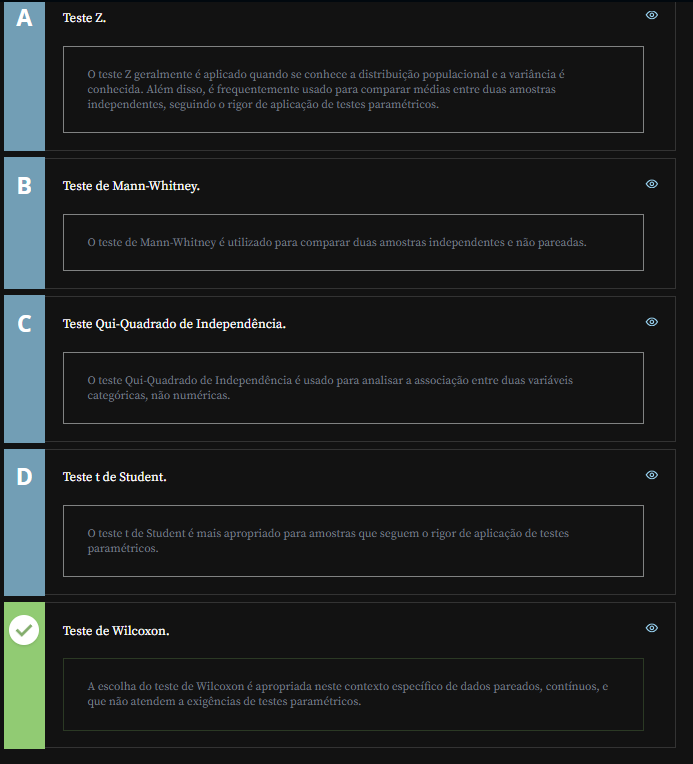 A
Teste Z.
O teste Z geralmente é aplicado quando se conhece a distribuição populacional e a variância é
conhecida. Além disso, é frequentemente usado para comparar médias entre duas amostras
independentes, seguindo o rigor de aplicação de testes paramétricos.
B
Teste de Mann-Whitney.
O teste de Mann-Whitney é utilizado para comparar duas amostras independentes e não pareadas.
C
Teste Qui-Quadrado de Independência.
O teste Qui-Quadrado de Independência é usado para analisar a associação entre duas variáveis
categóricas, não numéricas.
D
Teste t de Student.
O teste t de Student é mais apropriado para amostras que seguem o rigor de aplicação de testes
paramétricos.
Teste de Wilcoxon.
A escolha do teste de Wilcoxon é apropriada neste contexto específico de dados pareados, contínuos, e
que não atendem a exigências de testes paramétricos.